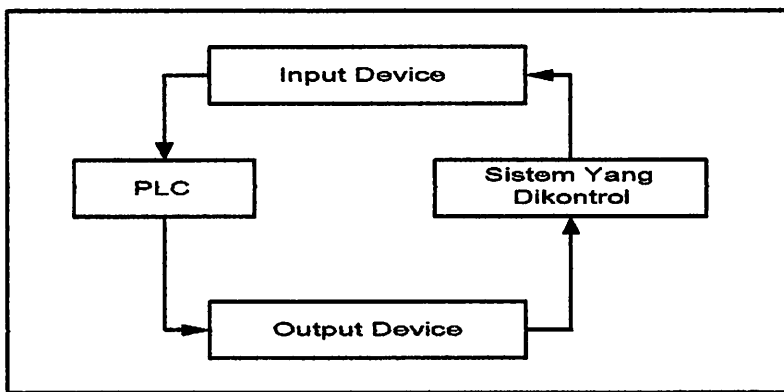 Input Device
PLC
Sistem Yang
Dikontrol
Output Device